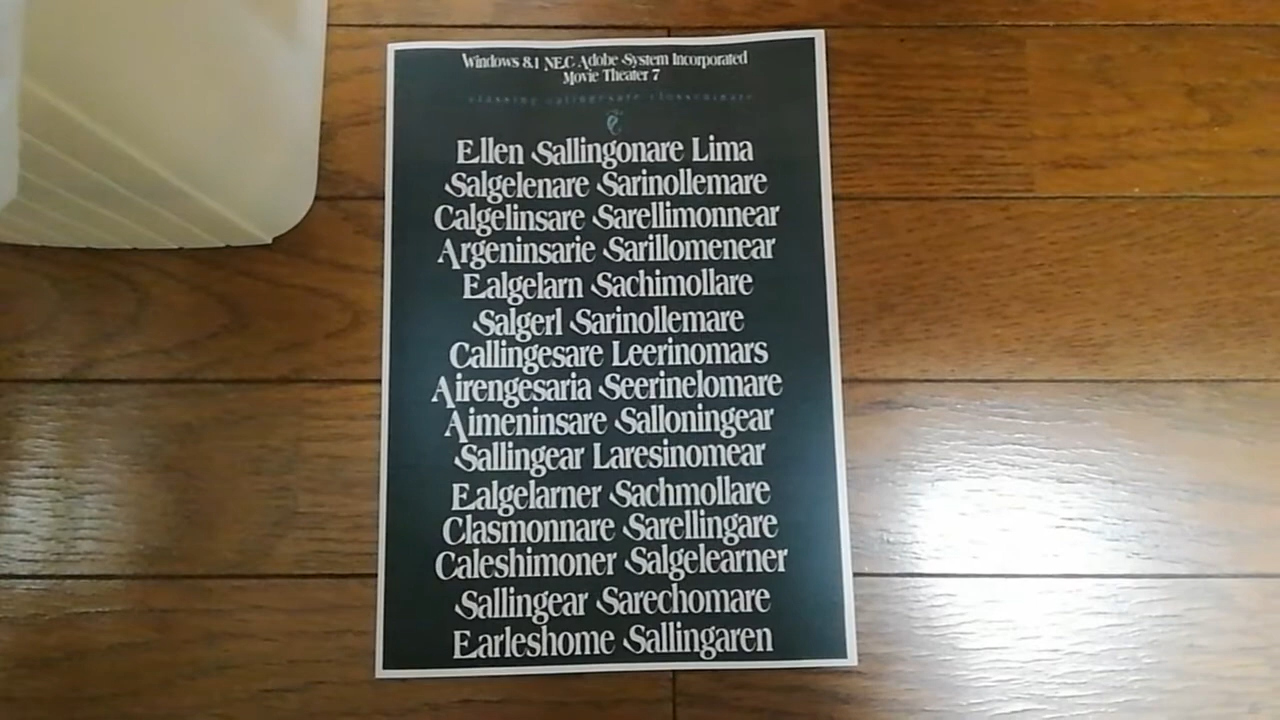 Windows 8.1 NEC Adobe System Incorporated
Movie Theater 7
Ellen Sallingonare Lima
Salgelenare Sarinollemare
Calgelinsare Sarellimonnear
Argeninsarie Sarillomenear
Ealgelarn Sachimollare
Salgerl Sarinollemare
Callingesare Leerinomars
Airengesaria Seerinelomare
Aimeninsare Salloningear
Sallingear Laresinomear
Ealgelarner Sachmollare
Clasmonnare Sarellingare
Caleshimoner Salgelearner
Sallingear Sarechomare
Earleshome Sallingaren